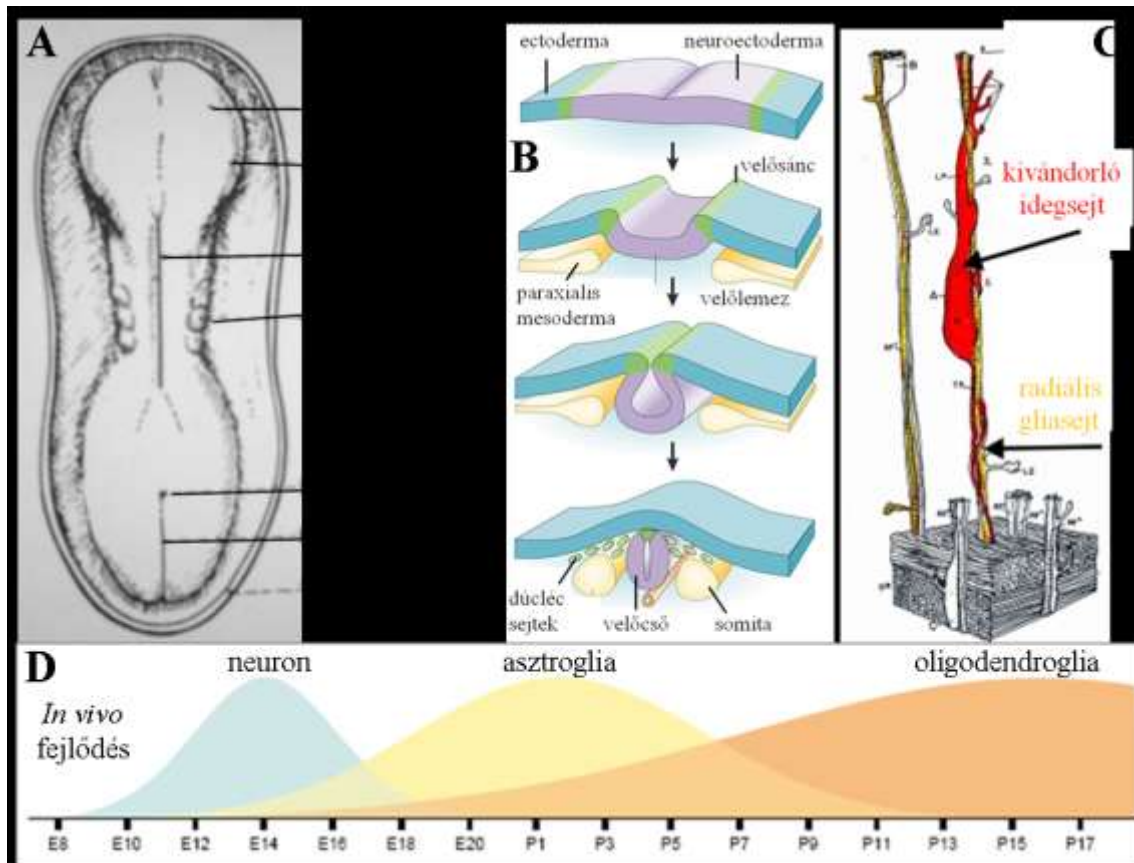 A
ectoderma
neuroectoderma
B
velősánc
paraxialis
mesoderma
velőlemez
dúcléc
sejtek
velőcső
somita
C
kivándorló
idegsejt
radiális
gliasejt
D
neuron
asztroglia
oligodendroglia
In vivo
fejlődés
E8 E10 E12 E14 E16 E18 E20 P1 P3 P5 P7 P9 P11 P13 P15 P17